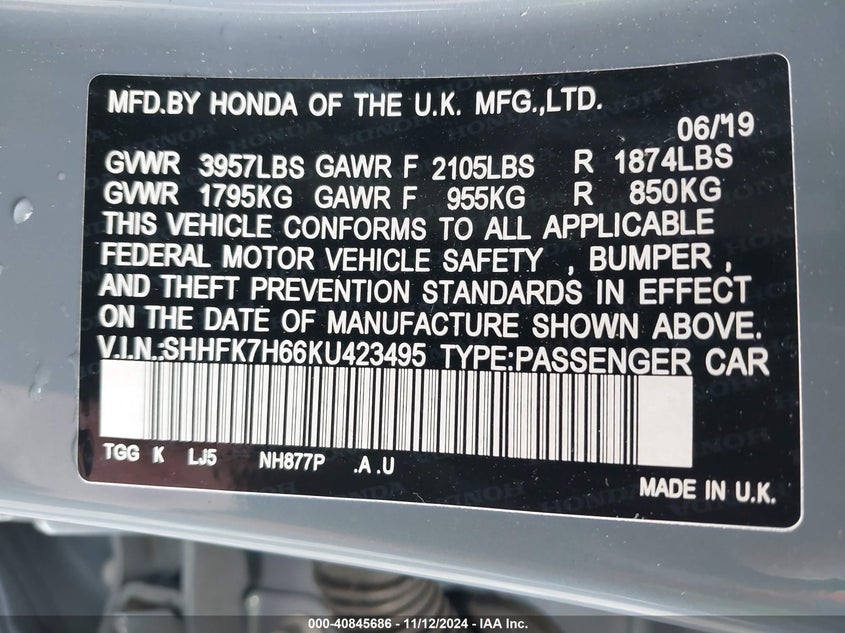 MFD.BY HONDA OF THE U.K. MFG.,LTD.
06/'19
GVWR 3957LBS GAWR F 2105LBS R 1874LBS
GVWR 1795KG GAWR F 955KG R 850KG
THIS VEHICLE CONFORMS TO ALL APPLICABLE
FEDERAL MOTOR VEHICLE SAFETY , BUMPER ,
AND THEFT PREVENTION STANDARDS IN EFFECT
ON THE DATE OF MANUFACTURE SHOWN ABOVE.
V.I.N.:SHHFK7H66KU423495 TYPE:PASSENGER CAR
TGG K LJ5 NH877P .A .U
MADE IN U.K.
000-40845686 - 11/12/2024 - IAA Inc.